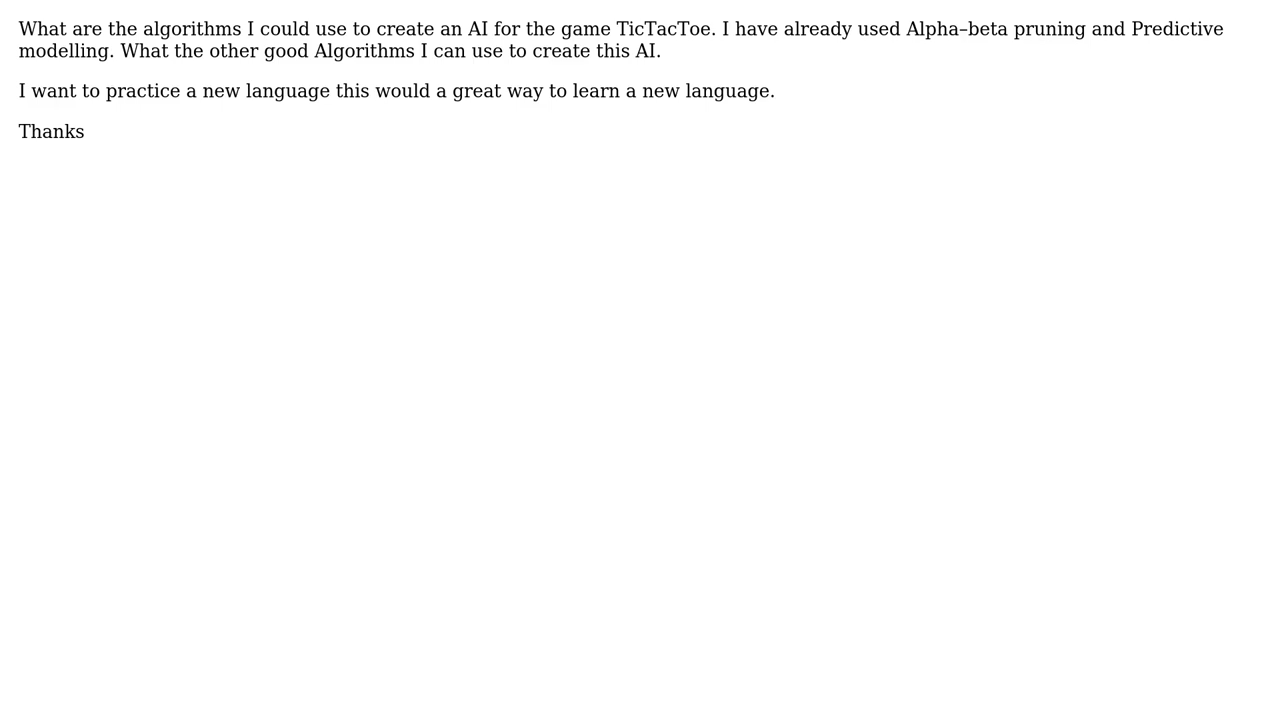 What are the algorithms I could use to create an AI for the game TicTacToe. I have already used Alpha–beta pruning and Predictive
modelling. What the other good Algorithms I can use to create this AI.
I want to practice a new language this would a great way to learn a new language.
Thanks